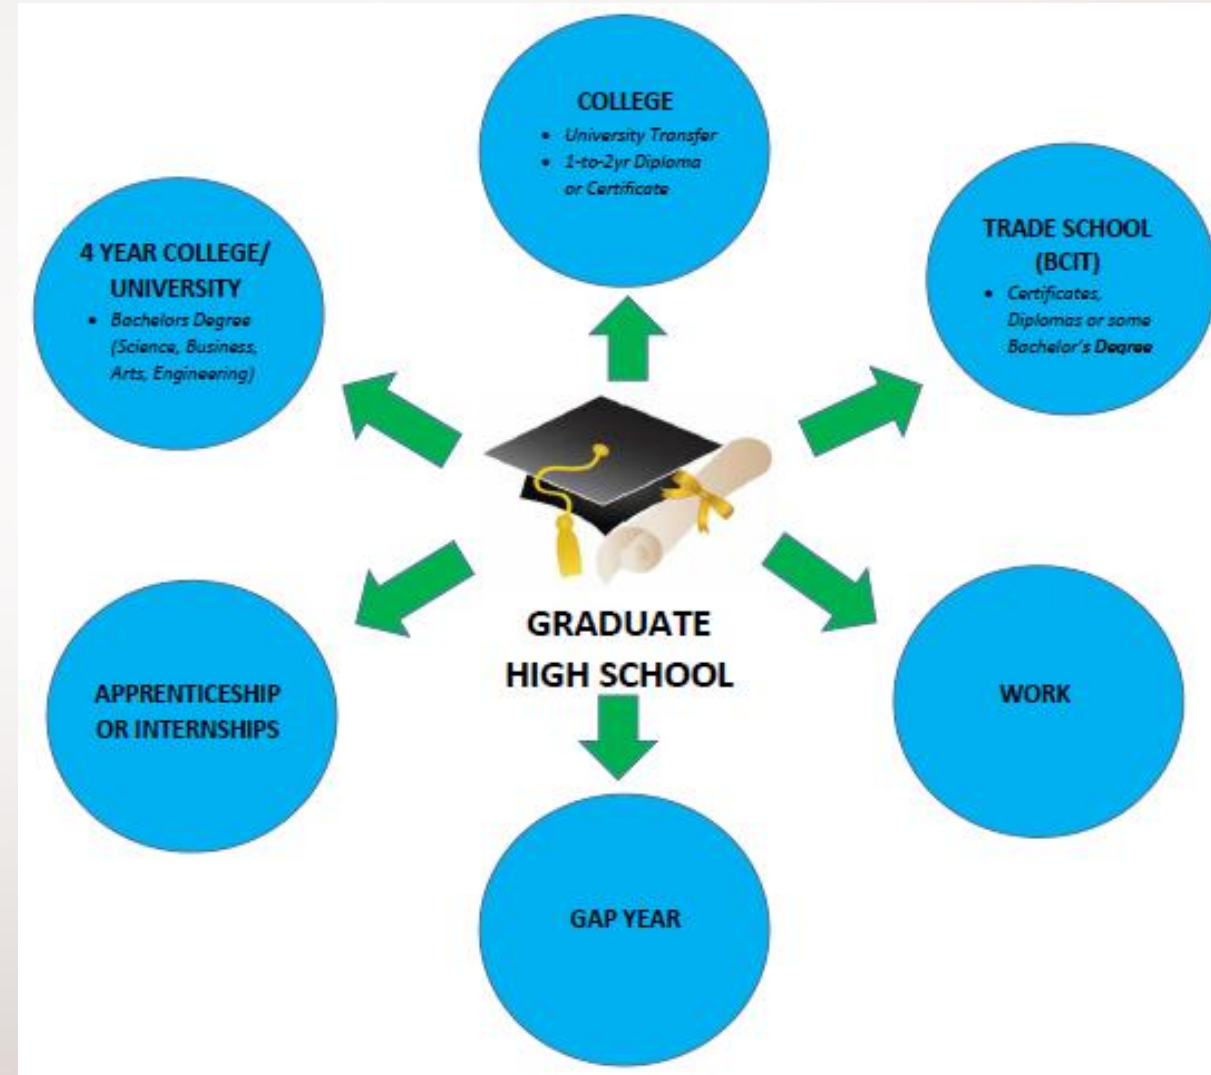 COLLEGE
• University Transfer
• 1-to-2yr Diploma
or Certificate
4 YEAR COLLEGE/
UNIVERSITY
• Bachelors Degree
(Science, Business,
Arts, Engineering)
TRADE SCHOOL
(BCIT)
• Certificates,
Diplomas or some
Bachelor's Degree
GRADUATE
HIGH SCHOOL
APPRENTICESHIP
OR INTERNSHIPS
WORK
GAP YEAR